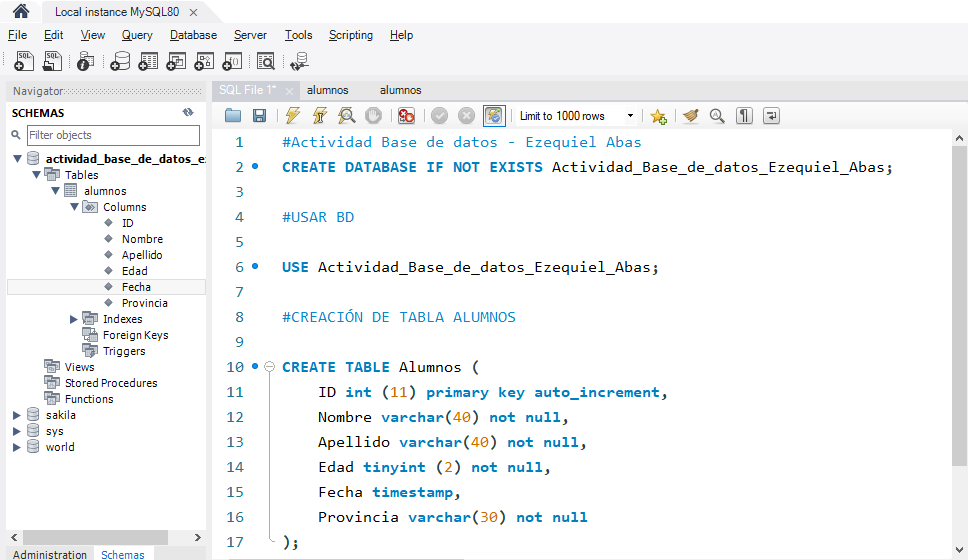 Local instance MySQL80
File Edit View Query Database Server Tools Scripting Help
Navigator
SCHEMAS
Filter objects
actividad_base_de_datos_e
Tables
alumnos
Columns
ID
Nombre
Apellido
Edad
Fecha
Provincia
Indexes
Foreign Keys
Triggers
Views
Stored Procedures
Functions
sakila
sys
world
Administration Schemas
SQL File 1* alumnos alumnos
Limit to 1000 rows
1 #Actividad Base de datos - Ezequiel Abas
2 CREATE DATABASE IF NOT EXISTS Actividad_Base_de_datos_Ezequiel_Abas;
3
4 #USAR BD
5
6 USE Actividad_Base_de_datos_Ezequiel_Abas;
7
8 #CREACIÓN DE TABLA ALUMNOS
9
10 CREATE TABLE Alumnos (
11 ID int (11) primary key auto_increment,
12 Nombre varchar(40) not null,
13 Apellido varchar(40) not null,
14 Edad tinyint (2) not null,
15 Fecha timestamp,
16 Provincia varchar(30) not null
17 );